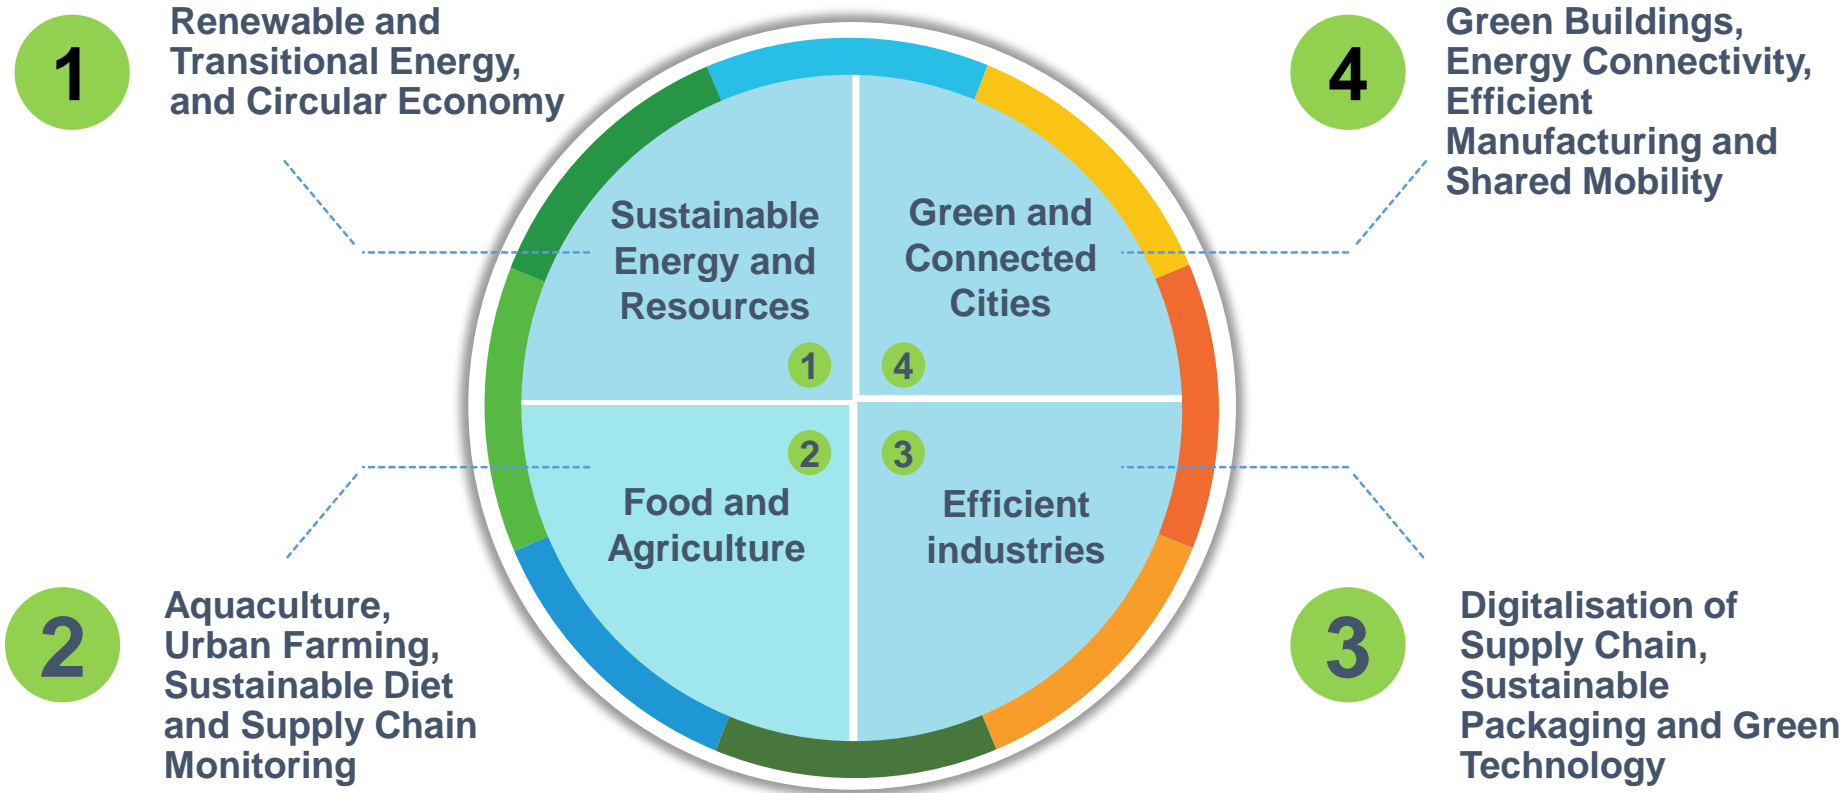 1
Renewable and
Transitional Energy,
and Circular Economy
4
Green Buildings,
Energy Connectivity,
Efficient
Manufacturing and
Shared Mobility
Sustainable
Energy and
Resources
1
Green and
Connected
Cities
4
2
Food and
Agriculture
3
Efficient
industries
2
Aquaculture,
Urban Farming,
Sustainable Diet
and Supply Chain
Monitoring
3
Digitalisation of
Supply Chain,
Sustainable
Packaging and Green
Technology